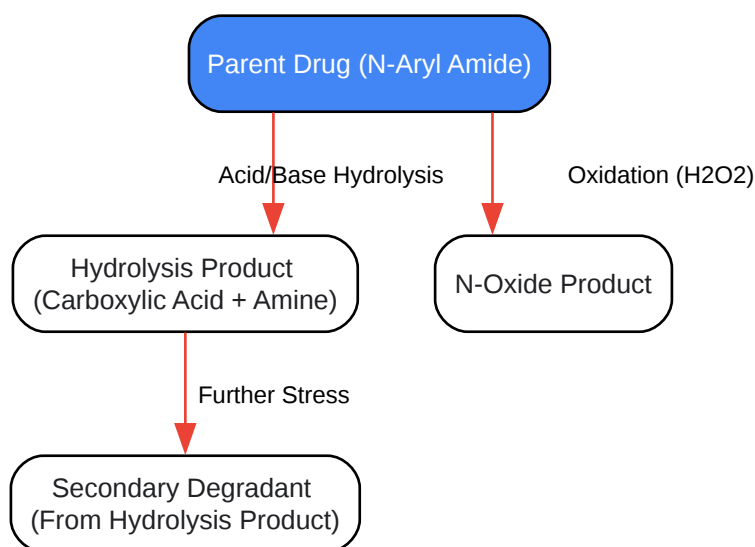 Parent Drug (N-Aryl Amide)
Acid/Base Hydrolysis
Oxidation (H2O2)
Hydrolysis Product
(Carboxylic Acid + Amine)
N-Oxide Product
Further Stress
Secondary Degradant
(From Hydrolysis Product)